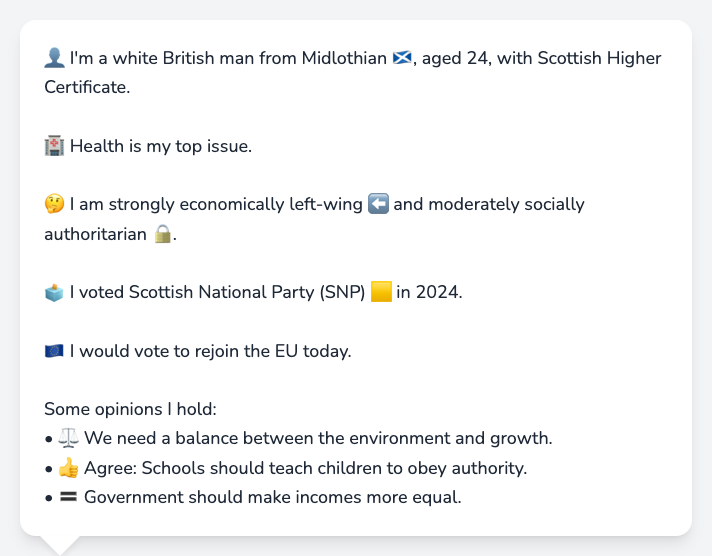 👤 I'm a white British man from Midlothian 🏴󠁧󠁢󠁳󠁣󠁴󠁿, aged 24, with Scottish Higher
Certificate.
🏥 Health is my top issue.
🤔 I am strongly economically left-wing ⬅️ and moderately socially
authoritarian 🔒.
🗳️ I voted Scottish National Party (SNP) 🟨 in 2024.
🇪🇺 I would vote to rejoin the EU today.
Some opinions I hold:
• ⚖️ We need a balance between the environment and growth.
• 👍 Agree: Schools should teach children to obey authority.
• 🟰 Government should make incomes more equal.